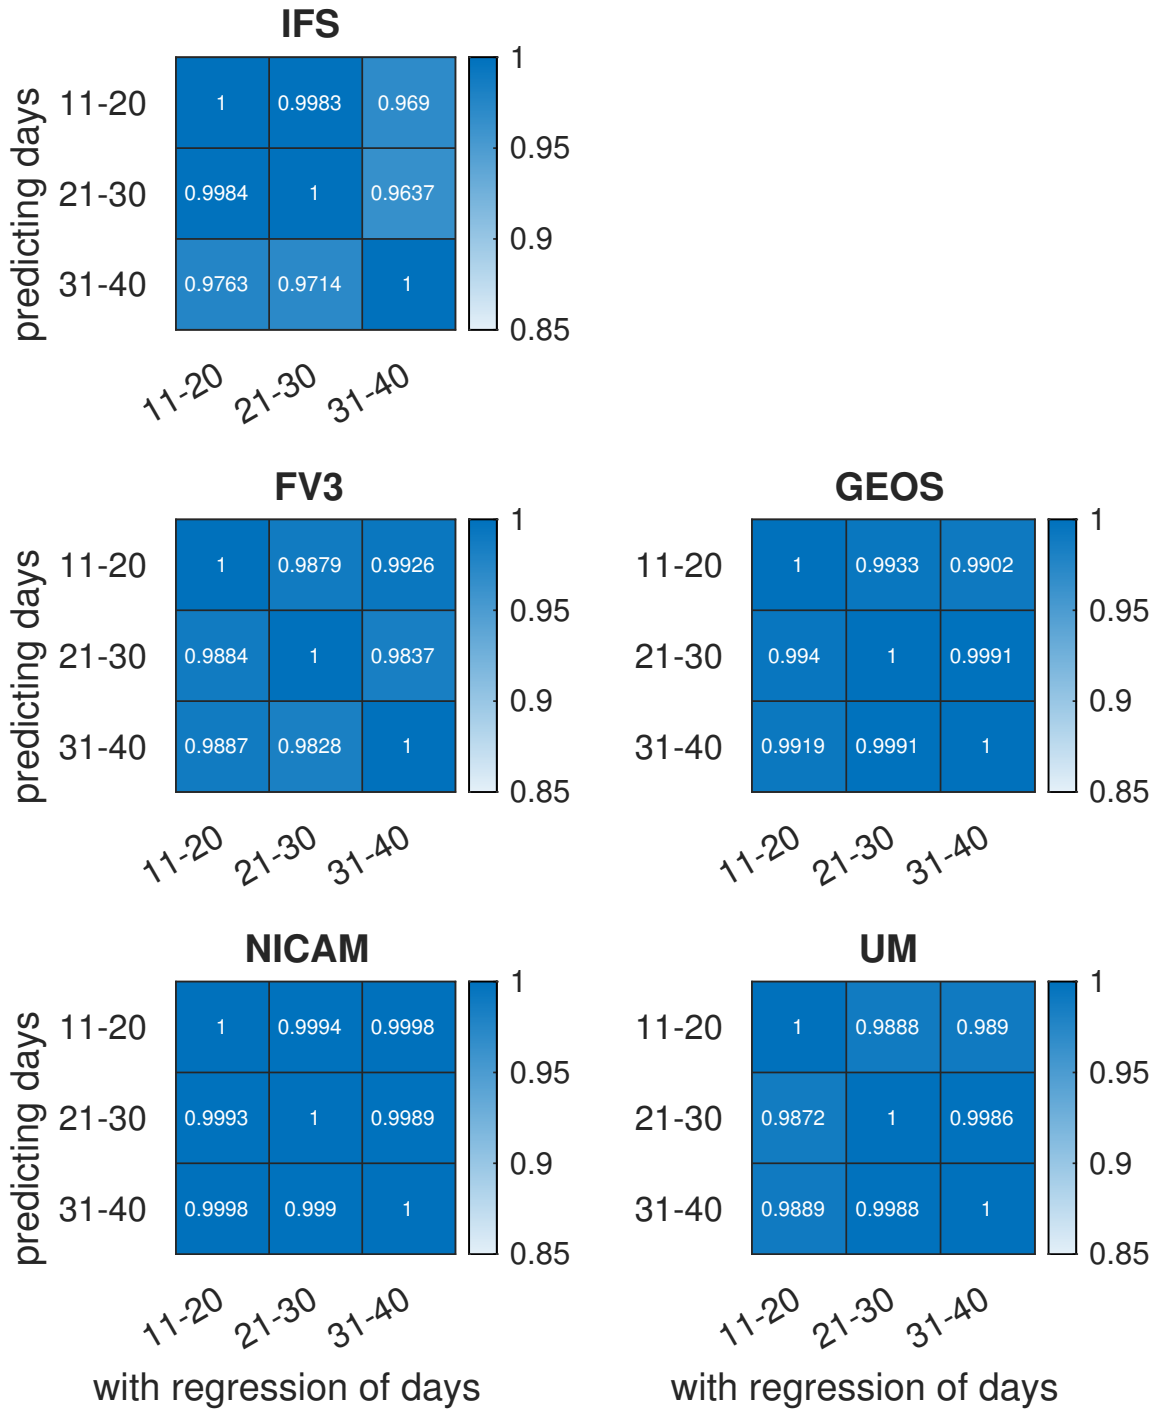 IFS
predicting days
11-20 1 0.9983 0.969
21-30 0.9984 1 0.9637
31-40 0.9763 0.9714 1
11-20 21-30 31-40
1
0.95
0.9
0.85
FV3
predicting days
11-20 1 0.9879 0.9926
21-30 0.9884 1 0.9837
31-40 0.9887 0.9828 1
11-20 21-30 31-40
1
0.95
0.9
0.85
GEOS
11-20 1 0.9933 0.9902
21-30 0.994 1 0.9991
31-40 0.9919 0.9991 1
11-20 21-30 31-40
1
0.95
0.9
0.85
NICAM
predicting days
11-20 1 0.9994 0.9998
21-30 0.9993 1 0.9989
31-40 0.9998 0.999 1
11-20 21-30 31-40
with regression of days
1
0.95
0.9
0.85
UM
11-20 1 0.9888 0.989
21-30 0.9872 1 0.9986
31-40 0.9889 0.9988 1
11-20 21-30 31-40
with regression of days
1
0.95
0.9
0.85